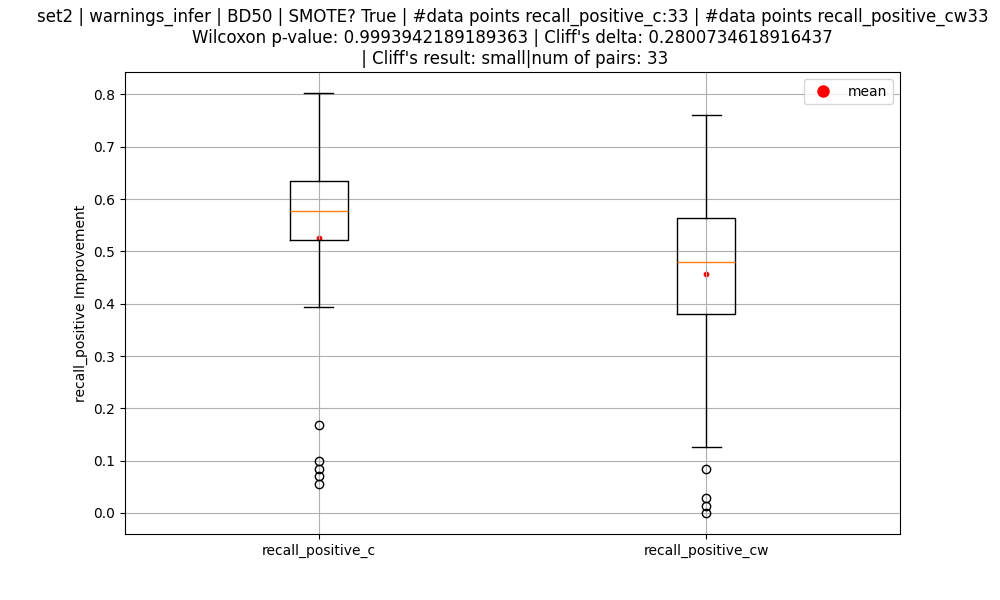 set2 | warnings_infer | BD50 | SMOTE? True | #data points recall_positive_c:33 | #data points recall_positive_cw33
Wilcoxon p-value: 0.9993942189189363 | Cliff's delta: 0.2800734618916437
| Cliff's result: small|num of pairs: 33
mean
0.8
0.7
0.6
0.5
0.4
0.3
0.2
0.1
0.0
recall_positive Improvement
recall_positive_c
recall_positive_cw